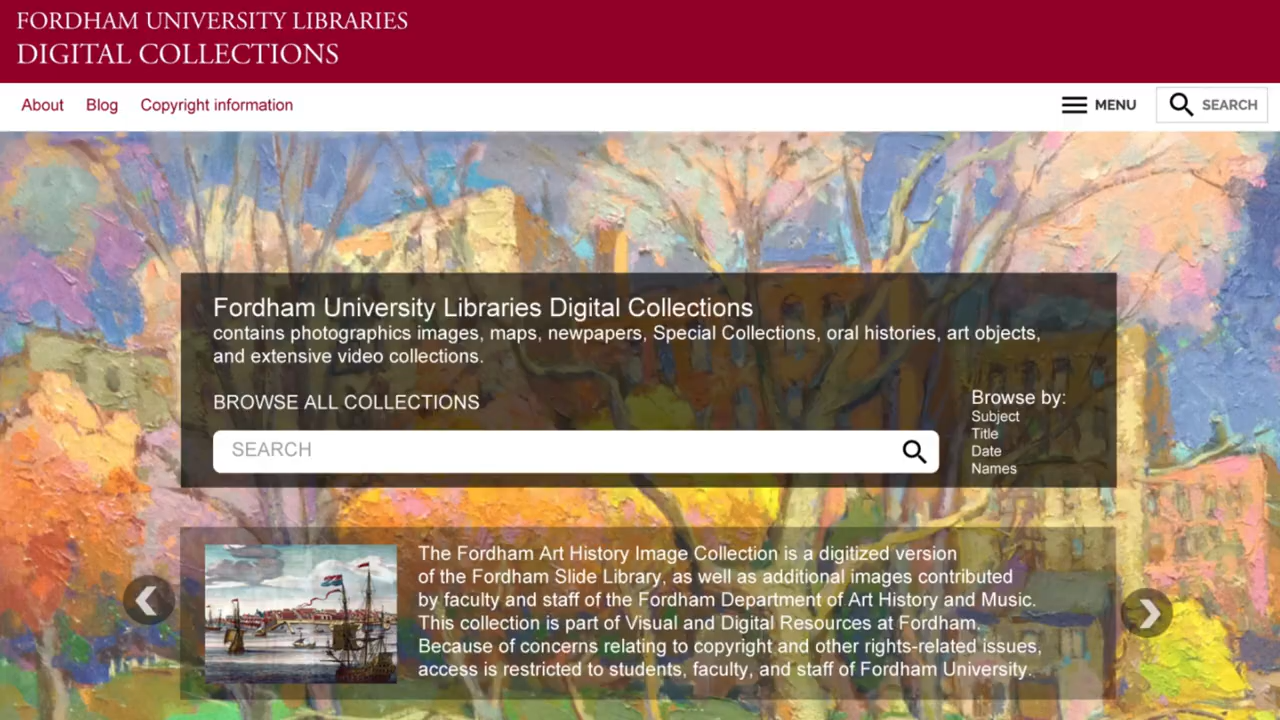 FORDHAM UNIVERSITY LIBRARIES
DIGITAL COLLECTIONS
About Blog Copyright information
MENU SEARCH
Fordham University Libraries Digital Collections
contains photographics images, maps, newpapers, Special Collections, oral histories, art objects,
and extensive video collections.
BROWSE ALL COLLECTIONS
SEARCH
Browse by:
Subject
Title
Date
Names
The Fordham Art History Image Collection is a digitized version
of the Fordham Slide Library, as well as additional images contributed
by faculty and staff of the Fordham Department of Art History and Music.
This collection is part of Visual and Digital Resources at Fordham.
Because of concerns relating to copyright and other rights-related issues,
access is restricted to students, faculty, and staff of Fordham University.